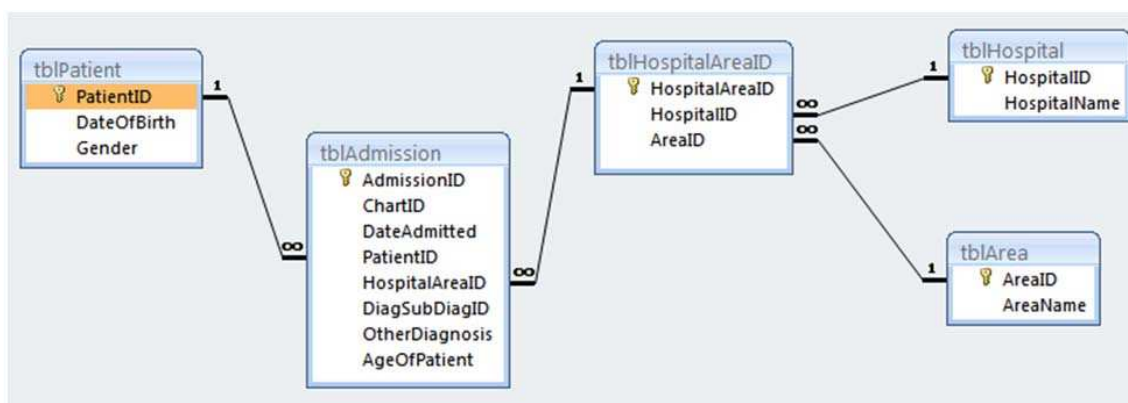 tblPatient
PatientID
DateOfBirth
Gender
1
∞
tblAdmission
AdmissionID
ChartID
DateAdmitted
PatientID
HospitalAreaID
DiagSubDiagID
OtherDiagnosis
AgeOfPatient
∞
1
tblHospitalAreaID
HospitalAreaID
HospitalID
AreaID
∞
∞
1
tblHospital
HospitalID
HospitalName
1
tblArea
AreaID
AreaName